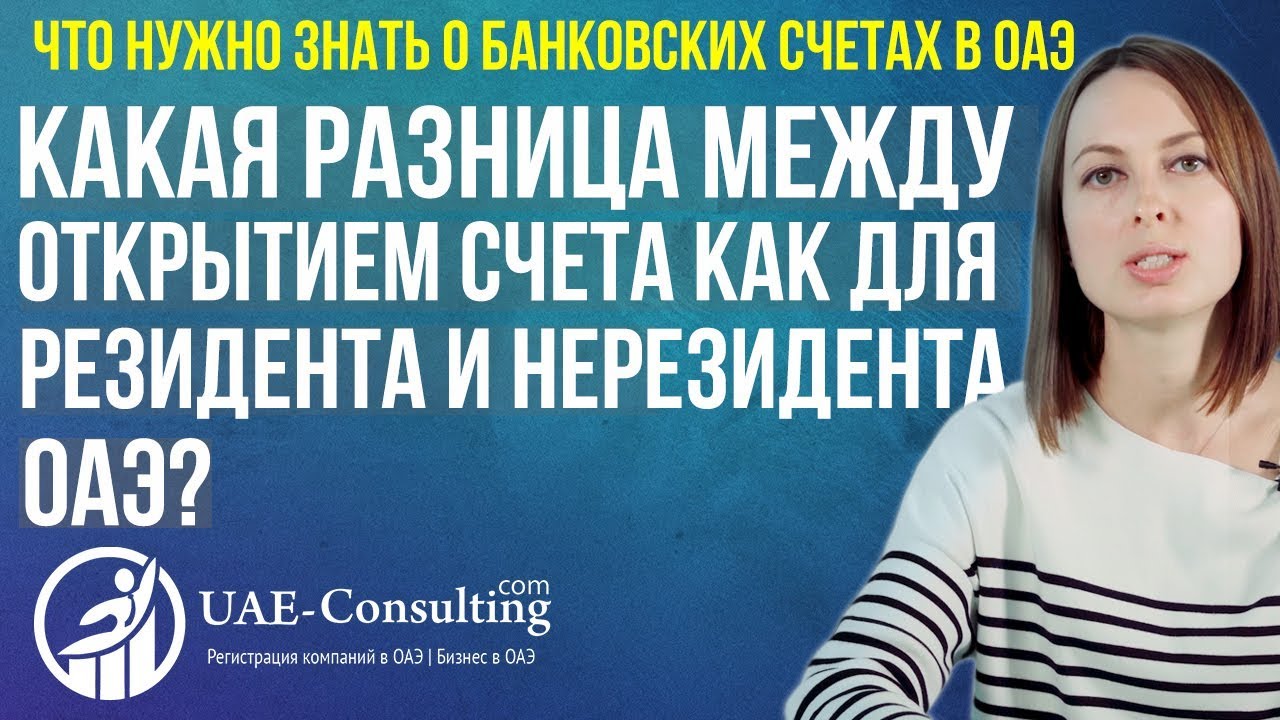 ЧТО НУЖНО ЗНАТЬ О БАНКОВСКИХ СЧЕТАХ В ОАЭ
КАКАЯ РАЗНИЦА МЕЖДУ
ОТКРЫТИЕМ СЧЕТА КАК ДЛЯ
РЕЗИДЕНТА И НЕРЕЗИДЕНТА
ОАЭ?
UAE-Consulting.com
Регистрация компаний в ОАЭ | Бизнес в ОАЭ